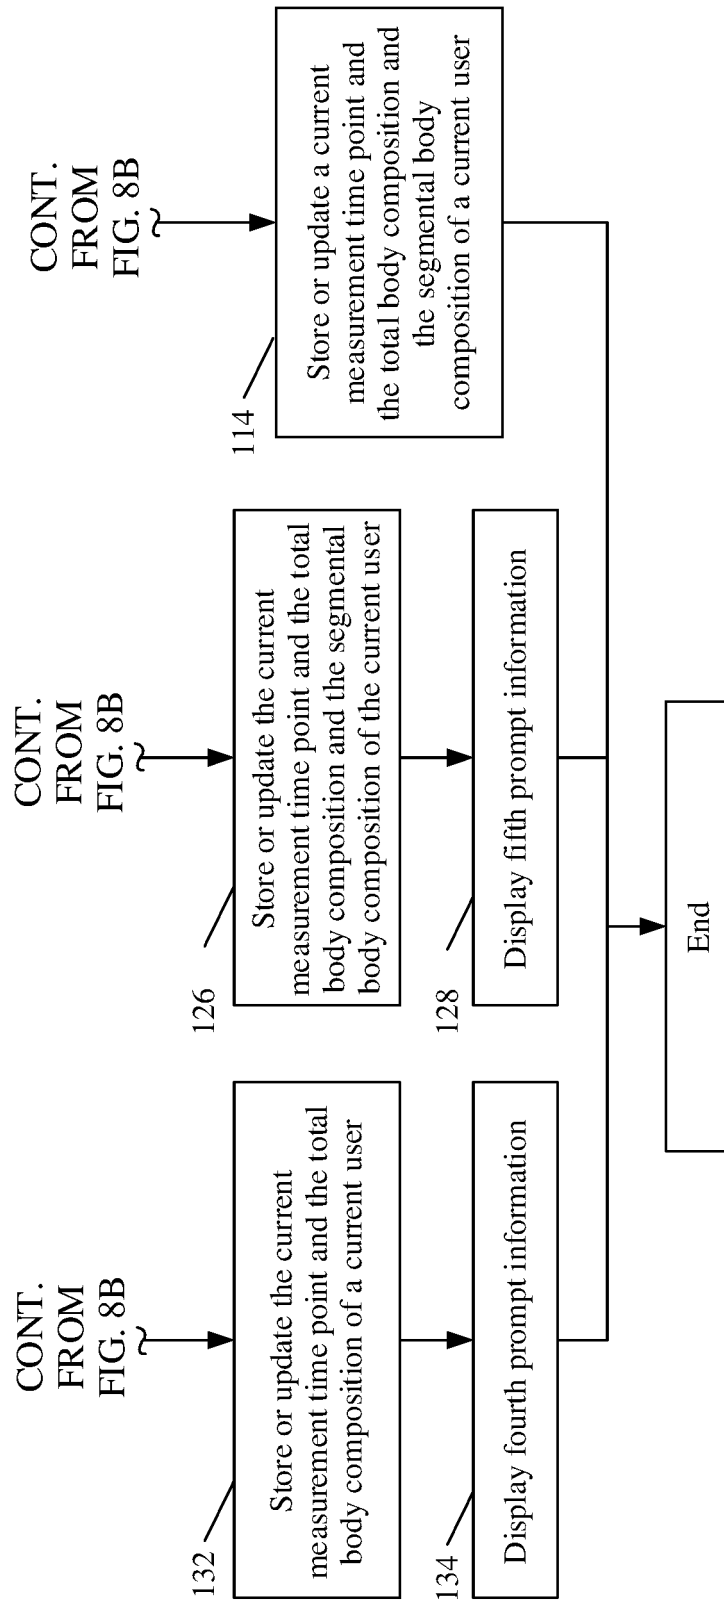 CONT.
FROM
FIG. 8B
132
Store or update the current
measurement time point and the total
body composition of a current user
134
Display fourth prompt information
CONT.
FROM
FIG. 8B
126
Store or update the current
measurement time point and the total
body composition and the segmental
body composition of the current user
128
Display fifth prompt information
CONT.
FROM
FIG. 8B
114
Store or update a current
measurement time point and
the total body composition and
the segmental body
composition of a current user
End